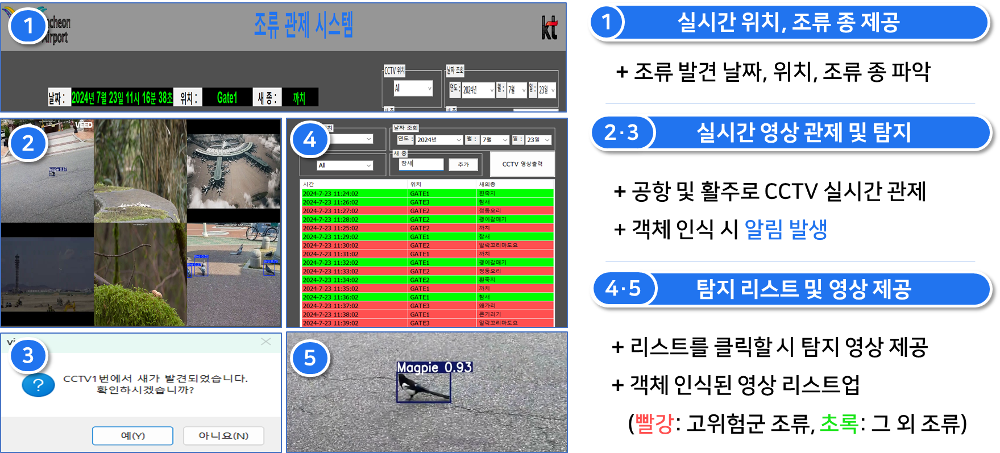 1
cheon
Airport
조류 관제 시스템
kt
CCTV 위치
All
날짜 조회
연도 : 2024년 월 : 7월 일 : 23일
날짜 : 2024년 7월 23일 11시 16분 38초 위치 : Gate1 새 종 : 까치
새 종
2
VEED
Magpie 0.67
WWW.BANDICAM.COM
Bird 0.79
3
CCTV1번에서 새가 발견되었습니다.
확인하시겠습니까?
예(Y)
아니요(N)
4
치
날짜 조회
연도 : 2024년 월 : 7월 일 : 23일
All
새 종
잠새
추가
CCTV 영상출력
시간 위치 새의종
2024-7-23 11:24:02 GATE1 흰죽지
2024-7-23 11:26:02 GATE3 참새
2024-7-23 11:27:02 GATE2 청둥오리
2024-7-23 11:28:02 GATE2 괭이갈매기
2024-7-23 11:25:02 GATE2 까치
2024-7-23 11:29:02 GATE1 참새
2024-7-23 11:30:02 GATE2 알락꼬리마도요
2024-7-23 11:31:02 GATE1 까치
2024-7-23 11:32:02 GATE1 괭이갈매기
2024-7-23 11:33:02 GATE2 청둥오리
2024-7-23 11:34:02 GATE2 흰죽지
2024-7-23 11:35:02 GATE1 까치
2024-7-23 11:36:02 GATE1 참새
2024-7-23 11:37:02 GATE3 왜가리
2024-7-23 11:38:02 GATE1 큰기러기
2024-7-23 11:39:02 GATE3 알락꼬리마도요
5
Magpie 0.93
1 실시간 위치, 조류 종 제공
+ 조류 발견 날짜, 위치, 조류 종 파악
2·3 실시간 영상 관제 및 탐지
+ 공항 및 활주로 CCTV 실시간 관제
+ 객체 인식 시 알림 발생
4·5 탐지 리스트 및 영상 제공
+ 리스트를 클릭할 시 탐지 영상 제공
+ 객체 인식된 영상 리스트업
(빨강: 고위험군 조류, 초록: 그 외 조류)